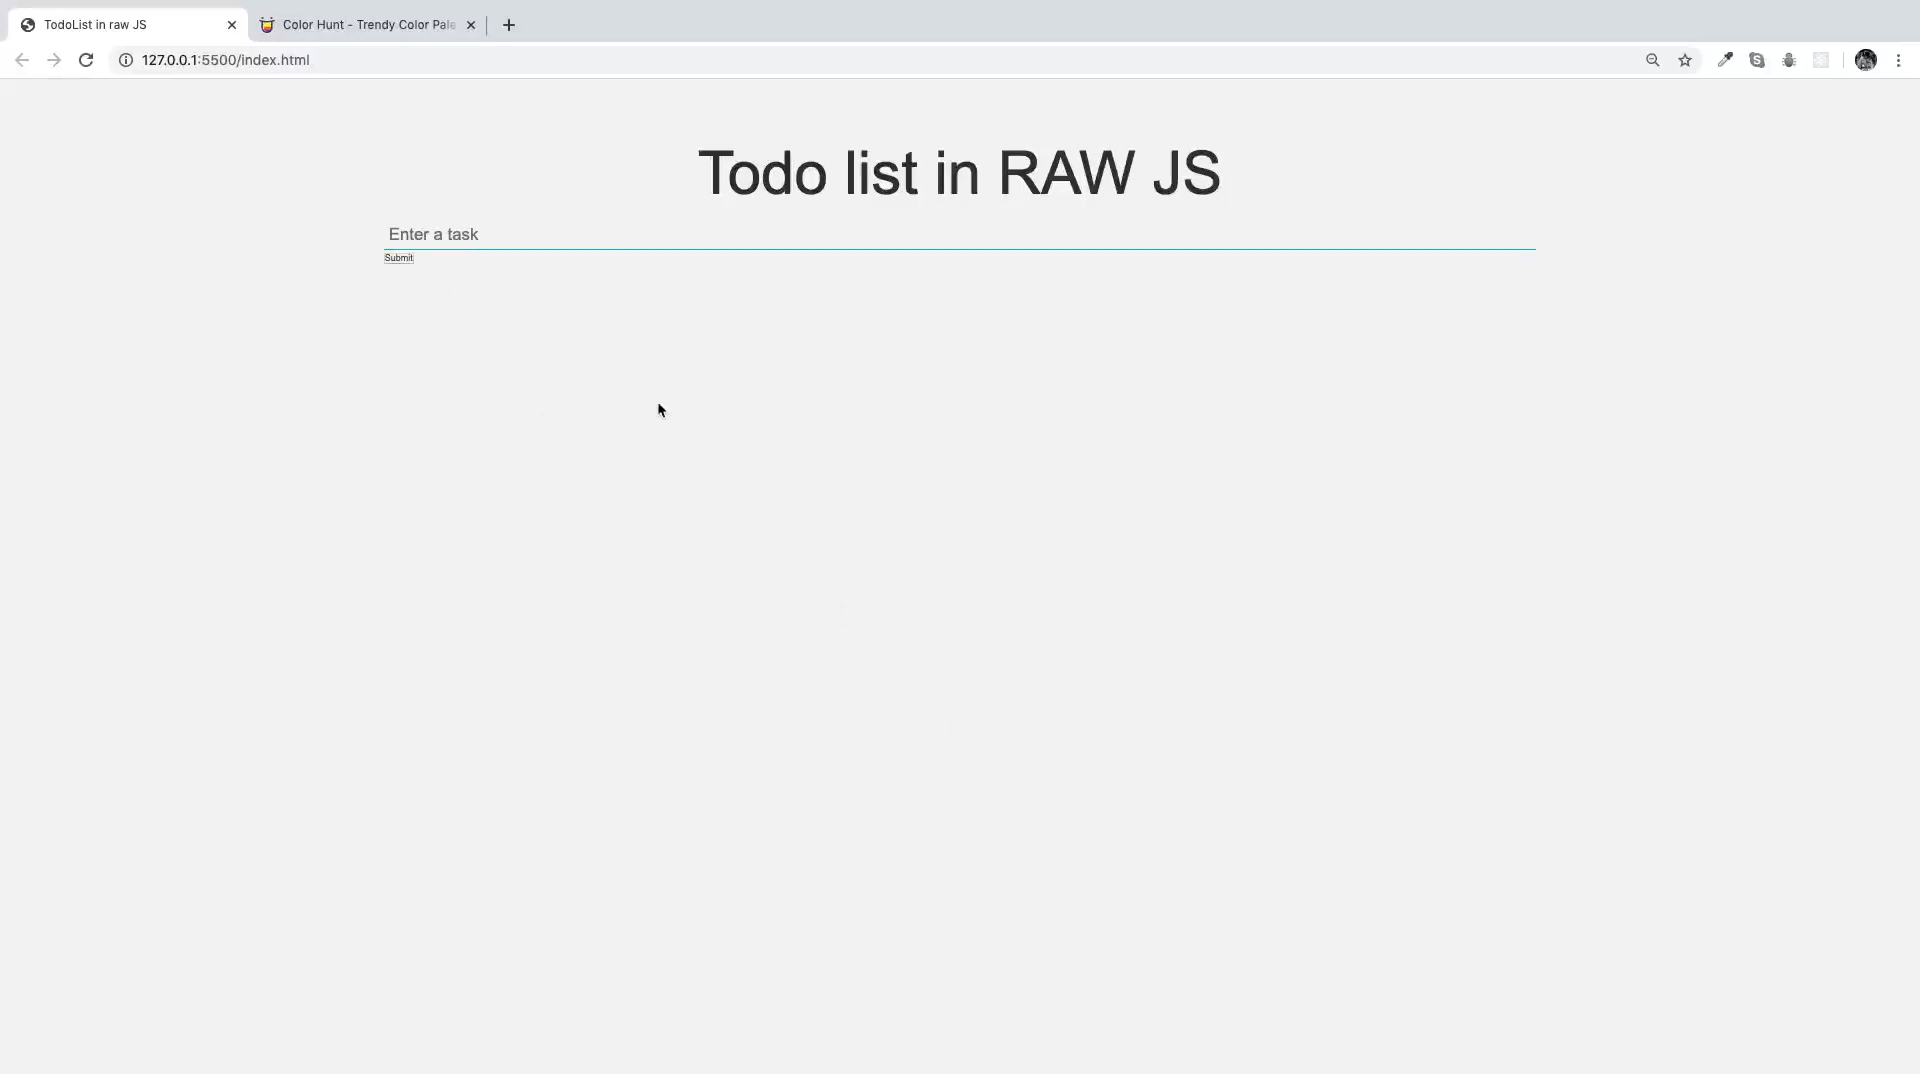 TodoList in raw JS
Color Hunt - Trendy Color Pale
127.0.0.1:5500/index.html
Todo list in RAW JS
Enter a task
Submit